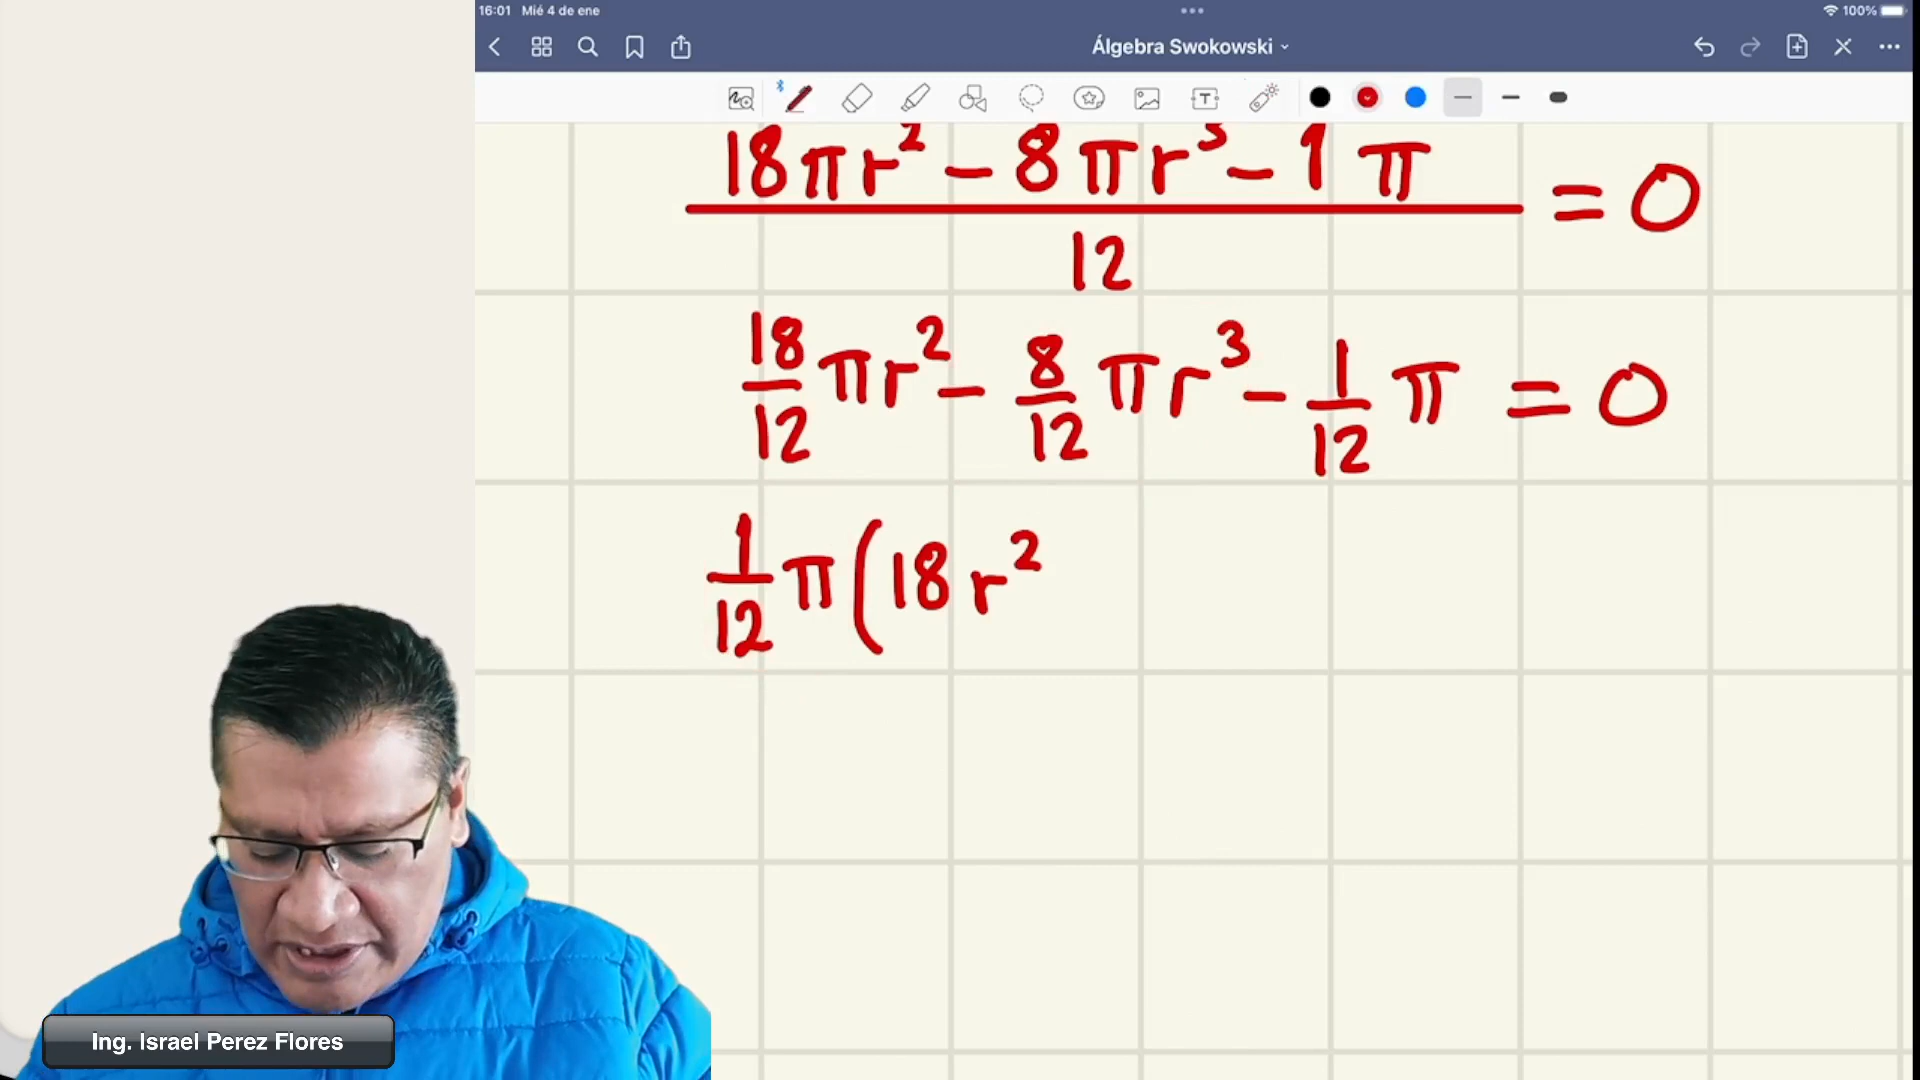 16:01 Mié 4 de ene
100%
Álgebra Swokowski
18πr² - 8πr³ - 1π
———
12
= 0
18/12 πr² - 8/12 πr³ - 1/12 π = 0
1/12 π(18r²
Ing. Israel Perez Flores